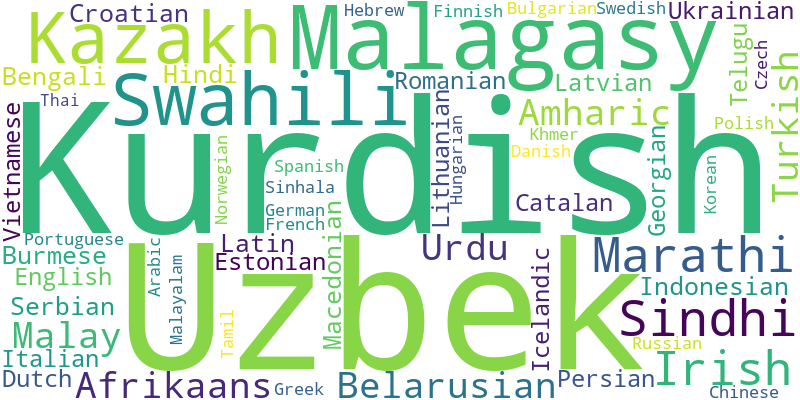 Croatian
Kazakh
Malagasy
Hebrew
Finnish
Bulgarian
Swedish
Ukrainian
Bengali
Hindi
Thai
Swahili
Romanian
Latvian
Telugu
Czech
Turkish
Amharic
Vietnamese
Kurdish
Norwegian
Spanish
Sinhala
German
French
Lithuanian
Hungarian
Khmer
Danish
Catalan
Georgian
Korean
Polish
Portuguese
Burmese
English
Serbian
Malay
Italian
Dutch
Arabic
Malayalam
Latin
Estonian
Tamil
Uzbek
Macedonian
Urdu
Icelandic
Marathi
Indonesian
Sindhi
Russian
Irish
Afrikaans
Greek
Belarusian
Persian
Chinese